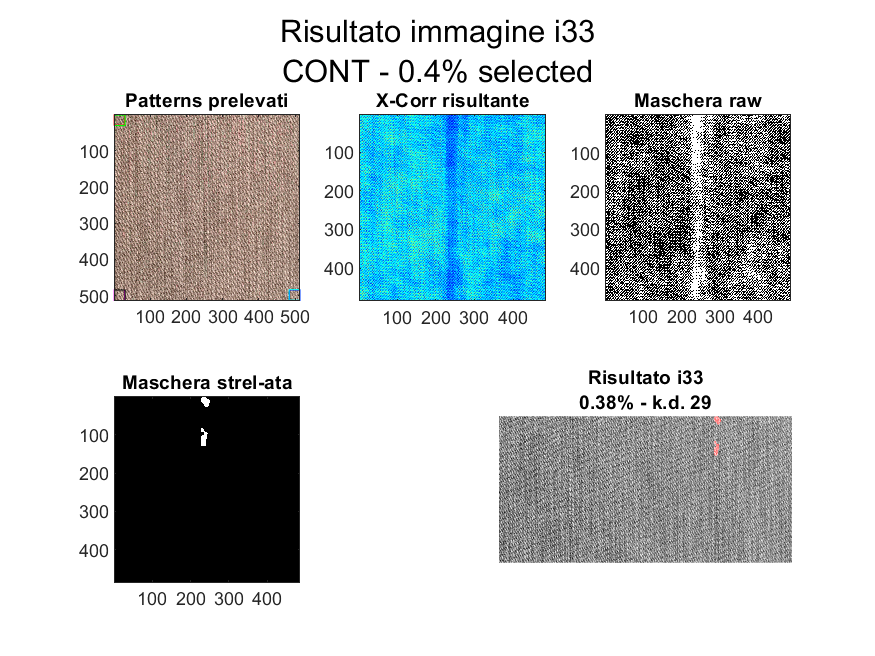 Risultato immagine i33
CONT - 0.4% selected
Patterns prelevati
100
200
300
400
500
100 200 300 400 500
X-Corr risultante
100
200
300
400
100 200 300 400
Maschera raw
100
200
300
400
100 200 300 400
Maschera strel-ata
100
200
300
400
100 200 300 400
Risultato i33
0.38% - k.d. 29